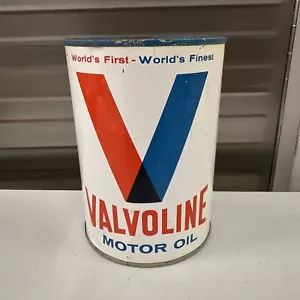 World's First - World's Finest
V
VALVOLINE
MOTOR OIL